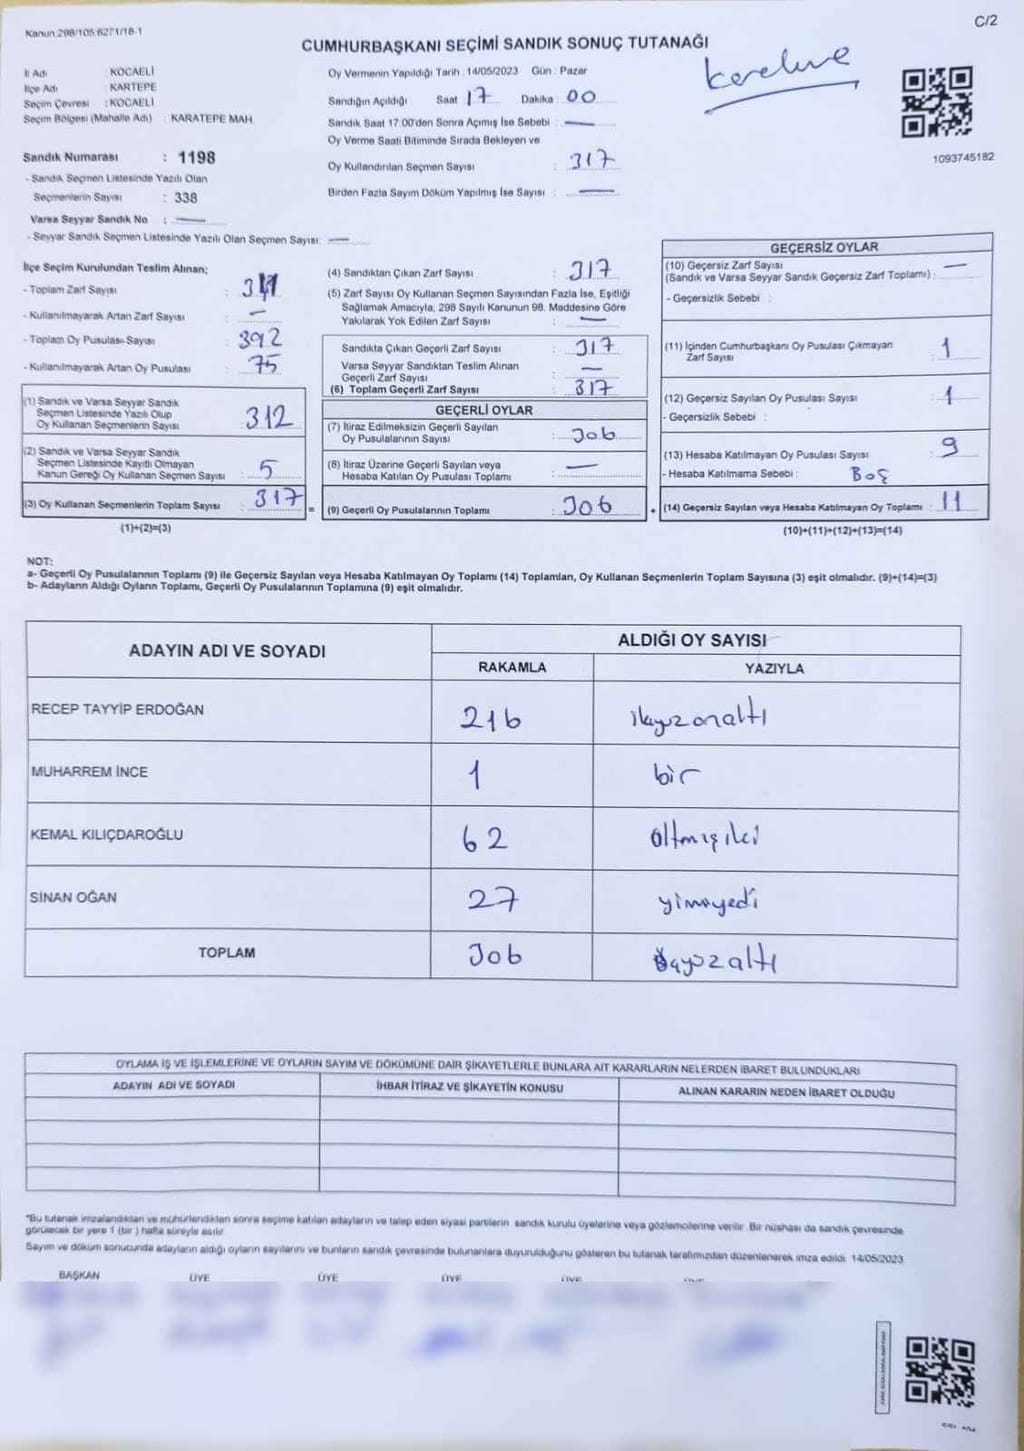 Kanun:298/105;6271/18-1
C/2
CUMHURBAŞKANI SEÇİMİ SANDIK SONUÇ TUTANAĞI
İl Adı : KOCAELİ
İlçe Adı : KARTEPE
Seçim Çevresi : KOCAELİ
Seçim Bölgesi (Mahalle Adı) : KARATEPE MAH.
Oy Vermenin Yapıldığı Tarih : 14/05/2023 Gün : Pazar
Sandığın Açıldığı Saat 17 Dakika : 00
Sandık Saat 17:00'den Sonra Açılmış İse Sebebi : —
Oy Verme Saati Bitiminde Sırada Bekleyen ve
Oy Kullandırılan Seçmen Sayısı : 317
Birden Fazla Sayım Döküm Yapılmış İse Sayısı : —
1093745182
Sandık Numarası : 1198
- Sandık Seçmen Listesinde Yazılı Olan
Seçmenlerin Sayısı : 338
Varsa Seyyar Sandık No : —
- Seyyar Sandık Seçmen Listesinde Yazılı Olan Seçmen Sayısı: —
İlçe Seçim Kurulundan Teslim Alınan;
- Toplam Zarf Sayısı :
- Kullanılmayarak Artan Zarf Sayısı : —
- Toplam Oy Pusulası Sayısı : 392
- Kullanılmayarak Artan Oy Pusulası : 75
(1) Sandık ve Varsa Seyyar Sandık
Seçmen Listesinde Yazılı Olup
Oy Kullanan Seçmenlerin Sayısı : 312
(2) Sandık ve Varsa Seyyar Sandık
Seçmen Listesinde Kayıtlı Olmayan
Kanun Gereği Oy Kullanan Seçmen Sayısı : 5
(3) Oy Kullanan Seçmenlerin Toplam Sayısı : 317
(1)+(2)=(3)
(4) Sandıktan Çıkan Zarf Sayısı : 317
(5) Zarf Sayısı Oy Kullanan Seçmen Sayısından Fazla İse, Eşitliği
Sağlamak Amacıyla, 298 Sayılı Kanunun 98. Maddesine Göre
Yakılarak Yok Edilen Zarf Sayısı : —
Sandıkta Çıkan Geçerli Zarf Sayısı : 317
Varsa Seyyar Sandıktan Teslim Alınan
Geçerli Zarf Sayısı : —
(6) Toplam Geçerli Zarf Sayısı : 317
GEÇERLİ OYLAR
(7) İtiraz Edilmeksizin Geçerli Sayılan
Oy Pusulalarının Sayısı : 306
(8) İtiraz Üzerine Geçerli Sayılan veya
Hesaba Katılan Oy Pusulası Toplamı : —
= (9) Geçerli Oy Pusulalarının Toplamı : 306
GEÇERSİZ OYLAR
(10) Geçersiz Zarf Sayısı
(Sandık ve Varsa Seyyar Sandık Geçersiz Zarf Toplamı) : —
- Geçersizlik Sebebi :
(11) İçinden Cumhurbaşkanı Oy Pusulası Çıkmayan
Zarf Sayısı : 1
(12) Geçersiz Sayılan Oy Pusulası Sayısı : 1
- Geçersizlik Sebebi :
(13) Hesaba Katılmayan Oy Pusulası Sayısı : 9
- Hesaba Katılmama Sebebi : Boş
+ (14) Geçersiz Sayılan veya Hesaba Katılmayan Oy Toplamı : 11
(10)+(11)+(12)+(13)=(14)
NOT:
a- Geçerli Oy Pusulalarının Toplamı (9) ile Geçersiz Sayılan veya Hesaba Katılmayan Oy Toplamı (14) Toplamları, Oy Kullanan Seçmenlerin Toplam Sayısına (3) eşit olmalıdır. (9)+(14)=(3)
b- Adayların Aldığı Oyların Toplamı, Geçerli Oy Pusulalarının Toplamına (9) eşit olmalıdır.
ADAYIN ADI VE SOYADI ALDIĞI OY SAYISI
RAKAMLA YAZIYLA
RECEP TAYYİP ERDOĞAN 216 ikiyüzonaltı
MUHARREM İNCE 1 bir
KEMAL KILIÇDAROĞLU 62 altmışiki
SİNAN OĞAN 27 yirmiyedi
TOPLAM 306 üçyüzaltı
OYLAMA İŞ VE İŞLEMLERİNE VE OYLARIN SAYIM VE DÖKÜMÜNE DAİR ŞİKAYETLERLE BUNLARA AİT KARARLARIN NELERDEN İBARET BULUNDUKLARI
ADAYIN ADI VE SOYADI İHBAR İTİRAZ VE ŞİKAYETİN KONUSU ALINAN KARARIN NEDEN İBARET OLDUĞU
*Bu tutanak imzalandıktan ve mühürlendikten sonra seçime katılan adayların ve talep eden siyasi partilerin sandık kurulu üyelerine veya gözlemcilerine verilir. Bir nüshası da sandık çevresinde
görülecek bir yere 1 (bir) hafta süreyle asılır.
Sayım ve döküm sonucunda adayların aldığı oyların sayılarını ve bunların sandık çevresinde bulunanlara duyurulduğunu gösteren bu tutanak tarafımızdan düzenlenerek imza edildi. 14/05/2023
BAŞKAN ÜYE ÜYE ÜYE ÜYE ÜYE